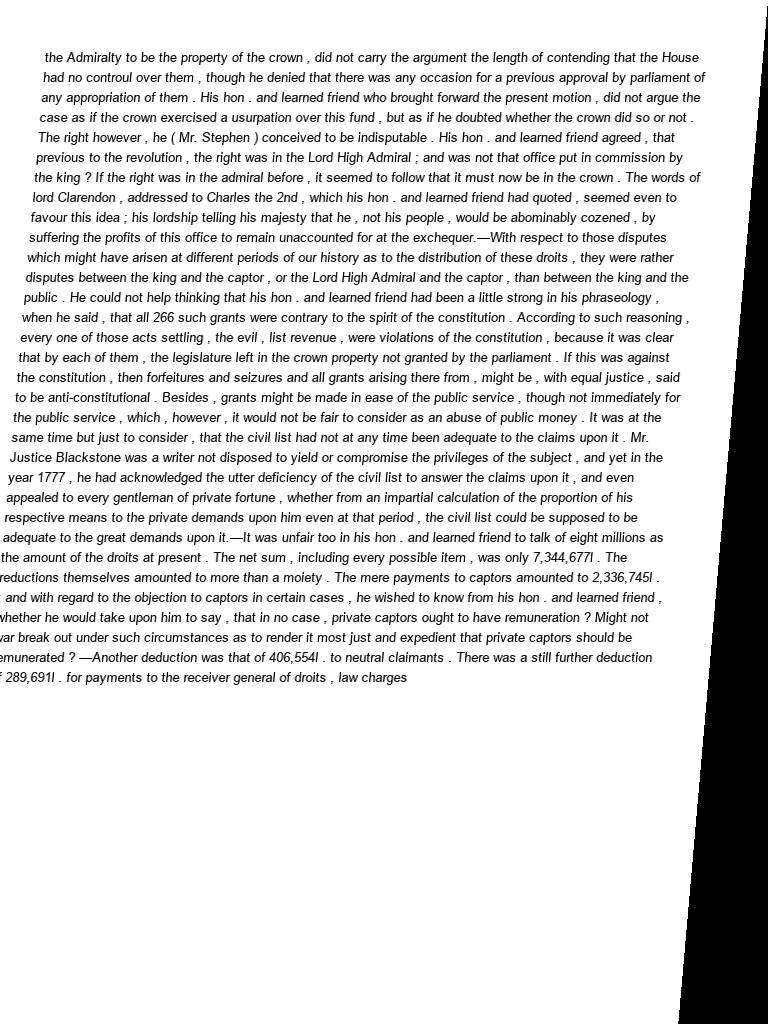 the Admiralty to be the property of the crown , did not carry the argument the length of contending that the House
had no controul over them , though he denied that there was any occasion for a previous approval by parliament of
any appropriation of them . His hon . and learned friend who brought forward the present motion , did not argue the
case as if the crown exercised a usurpation over this fund , but as if he doubted whether the crown did so or not .
The right however , he ( Mr. Stephen ) conceived to be indisputable . His hon . and learned friend agreed , that
previous to the revolution , the right was in the Lord High Admiral ; and was not that office put in commission by
the king ? If the right was in the admiral before , it seemed to follow that it must now be in the crown . The words of
lord Clarendon , addressed to Charles the 2nd , which his hon . and learned friend had quoted , seemed even to
favour this idea ; his lordship telling his majesty that he , not his people , would be abominably cozened , by
suffering the profits of this office to remain unaccounted for at the exchequer.—With respect to those disputes
which might have arisen at different periods of our history as to the distribution of these droits , they were rather
disputes between the king and the captor , or the Lord High Admiral and the captor , than between the king and the
public . He could not help thinking that his hon . and learned friend had been a little strong in his phraseology ,
when he said , that all 266 such grants were contrary to the spirit of the constitution . According to such reasoning ,
every one of those acts settling , the evil , list revenue , were violations of the constitution , because it was clear
that by each of them , the legislature left in the crown property not granted by the parliament . If this was against
the constitution , then forfeitures and seizures and all grants arising there from , might be , with equal justice , said
to be anti-constitutional . Besides , grants might be made in ease of the public service , though not immediately for
the public service , which , however , it would not be fair to consider as an abuse of public money . It was at the
same time but just to consider , that the civil list had not at any time been adequate to the claims upon it . Mr.
Justice Blackstone was a writer not disposed to yield or compromise the privileges of the subject , and yet in the
year 1777 , he had acknowledged the utter deficiency of the civil list to answer the claims upon it , and even
appealed to every gentleman of private fortune , whether from an impartial calculation of the proportion of his
respective means to the private demands upon him even at that period , the civil list could be supposed to be
adequate to the great demands upon it.—It was unfair too in his hon . and learned friend to talk of eight millions as
the amount of the droits at present . The net sum , including every possible item , was only 7,344,677l . The
reductions themselves amounted to more than a moiety . The mere payments to captors amounted to 2,336,745l .
and with regard to the objection to captors in certain cases , he wished to know from his hon . and learned friend ,
whether he would take upon him to say , that in no case , private captors ought to have remuneration ? Might not
war break out under such circumstances as to render it most just and expedient that private captors should be
emunerated ? —Another deduction was that of 406,554l . to neutral claimants . There was a still further deduction
289,691l . for payments to the receiver general of droits , law charges